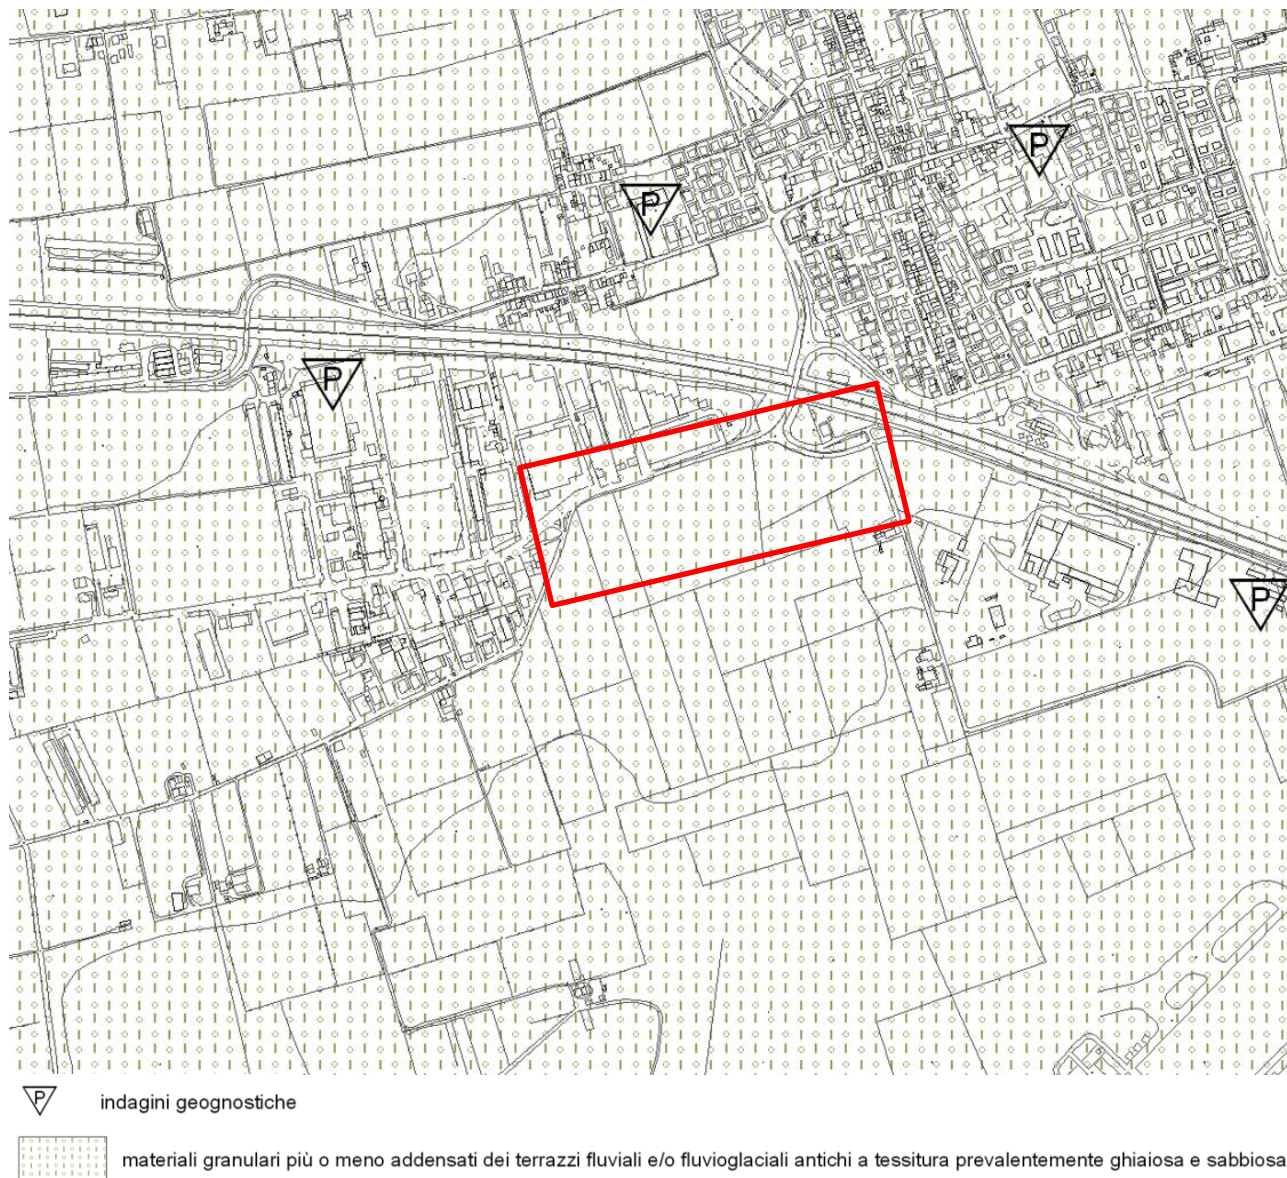 P
P
P
P
P indagini geognostiche
materiali granulari più o meno addensati dei terrazzi fluviali e/o fluvioglaciali antichi a tessitura prevalentemente ghiaiosa e sabbiosa